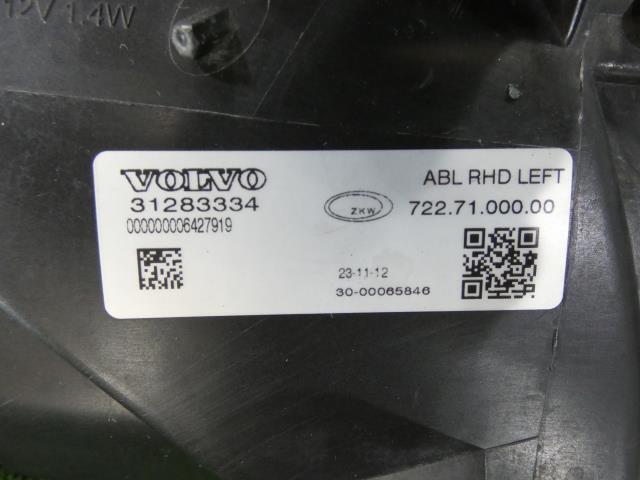 12V 1.4W
VOLVO
31283334
000000006427919
ABL RHD LEFT
ZKW
722.71.000.00
23-11-12
30-00065846